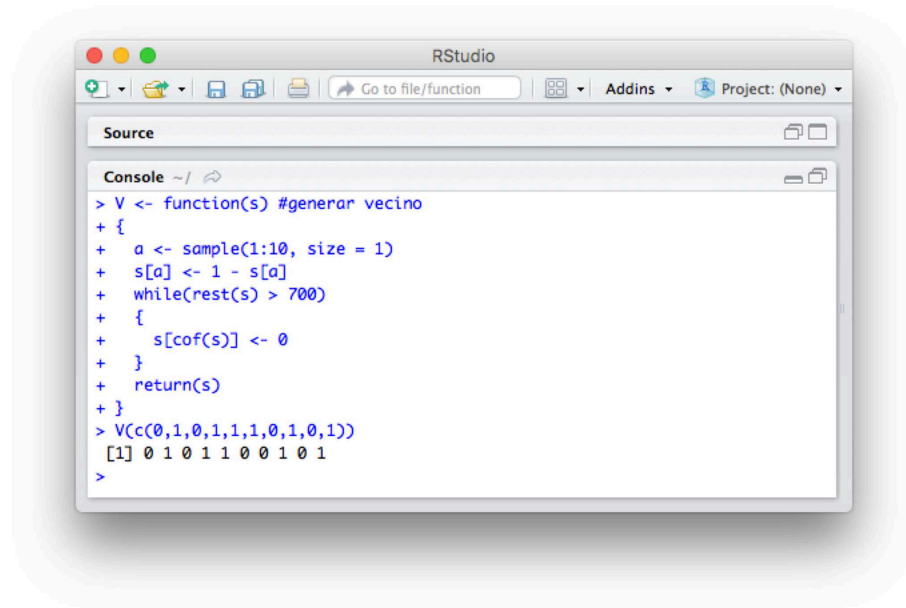 RStudio
Go to file/function Addins Project: (None)
Source
Console ~/
> V <- function(s) #generar vecino
+ {
+   a <- sample(1:10, size = 1)
+   s[a] <- 1 - s[a]
+   while(rest(s) > 700)
+   {
+     s[cof(s)] <- 0
+   }
+   return(s)
+ }
> V(c(0,1,0,1,1,1,0,1,0,1))
[1] 0 1 0 1 1 0 0 1 0 1
>